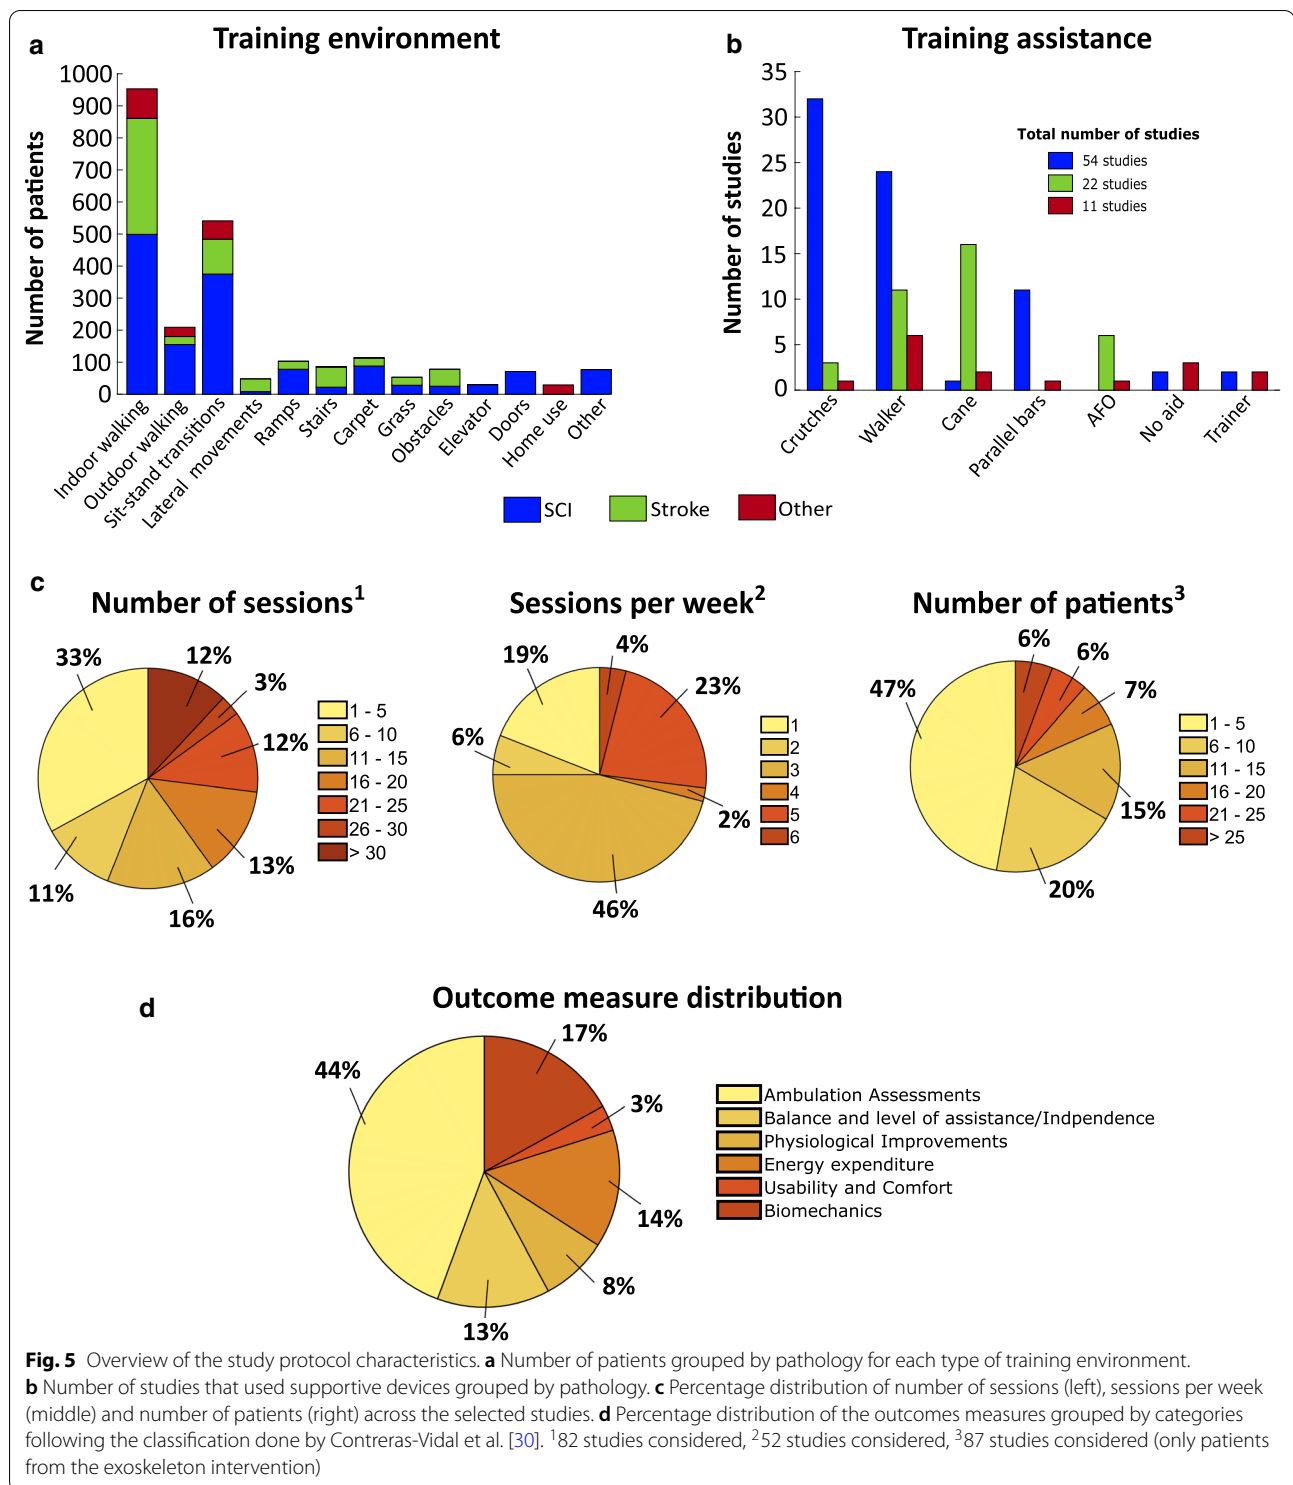 a
Training environment
Number of patients
1000
900
800
700
600
500
400
300
200
100
0
Indoor walking
Outdoor walking
Sit-stand transitions
Lateral movements
Ramps
Stairs
Carpet
Grass
Obstacles
Elevator
Doors
Home use
Other
b
Training assistance
Number of studies
35
30
25
20
15
10
5
0
Total number of studies
54 studies
22 studies
11 studies
Crutches
Walker
Cane
Parallel bars
AFO
No aid
Trainer
SCI
Stroke
Other
c
Number of sessions1
33%
12%
3%
12%
13%
16%
11%
1 - 5
6 - 10
11 - 15
16 - 20
21 - 25
26 - 30
> 30
Sessions per week2
19%
4%
23%
2%
46%
6%
1
2
3
4
5
6
Number of patients3
47%
6%
6%
7%
15%
20%
1 - 5
6 - 10
11 - 15
16 - 20
21 - 25
> 25
d
Outcome measure distribution
44%
17%
3%
14%
8%
13%
Ambulation Assessments
Balance and level of assistance/Indpendence
Physiological Improvements
Energy expenditure
Usability and Comfort
Biomechanics
Fig. 5 Overview of the study protocol characteristics. a Number of patients grouped by pathology for each type of training environment.
b Number of studies that used supportive devices grouped by pathology. c Percentage distribution of number of sessions (left), sessions per week
(middle) and number of patients (right) across the selected studies. d Percentage distribution of the outcomes measures grouped by categories
following the classification done by Contreras-Vidal et al. [30]. 182 studies considered, 252 studies considered, 387 studies considered (only patients
from the exoskeleton intervention)